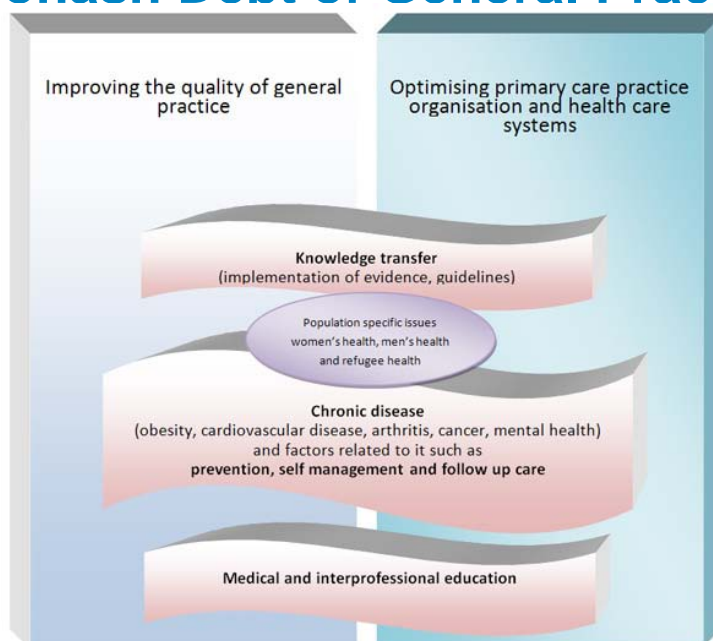 Improving the quality of general
practice
Optimising primary care practice
organisation and health care
systems
Knowledge transfer
(implementation of evidence, guidelines)
Population specific issues
women's health, men's health
and refugee health
Chronic disease
(obesity, cardiovascular disease, arthritis, cancer, mental health)
and factors related to it such as
prevention, self management and follow up care
Medical and interprofessional education